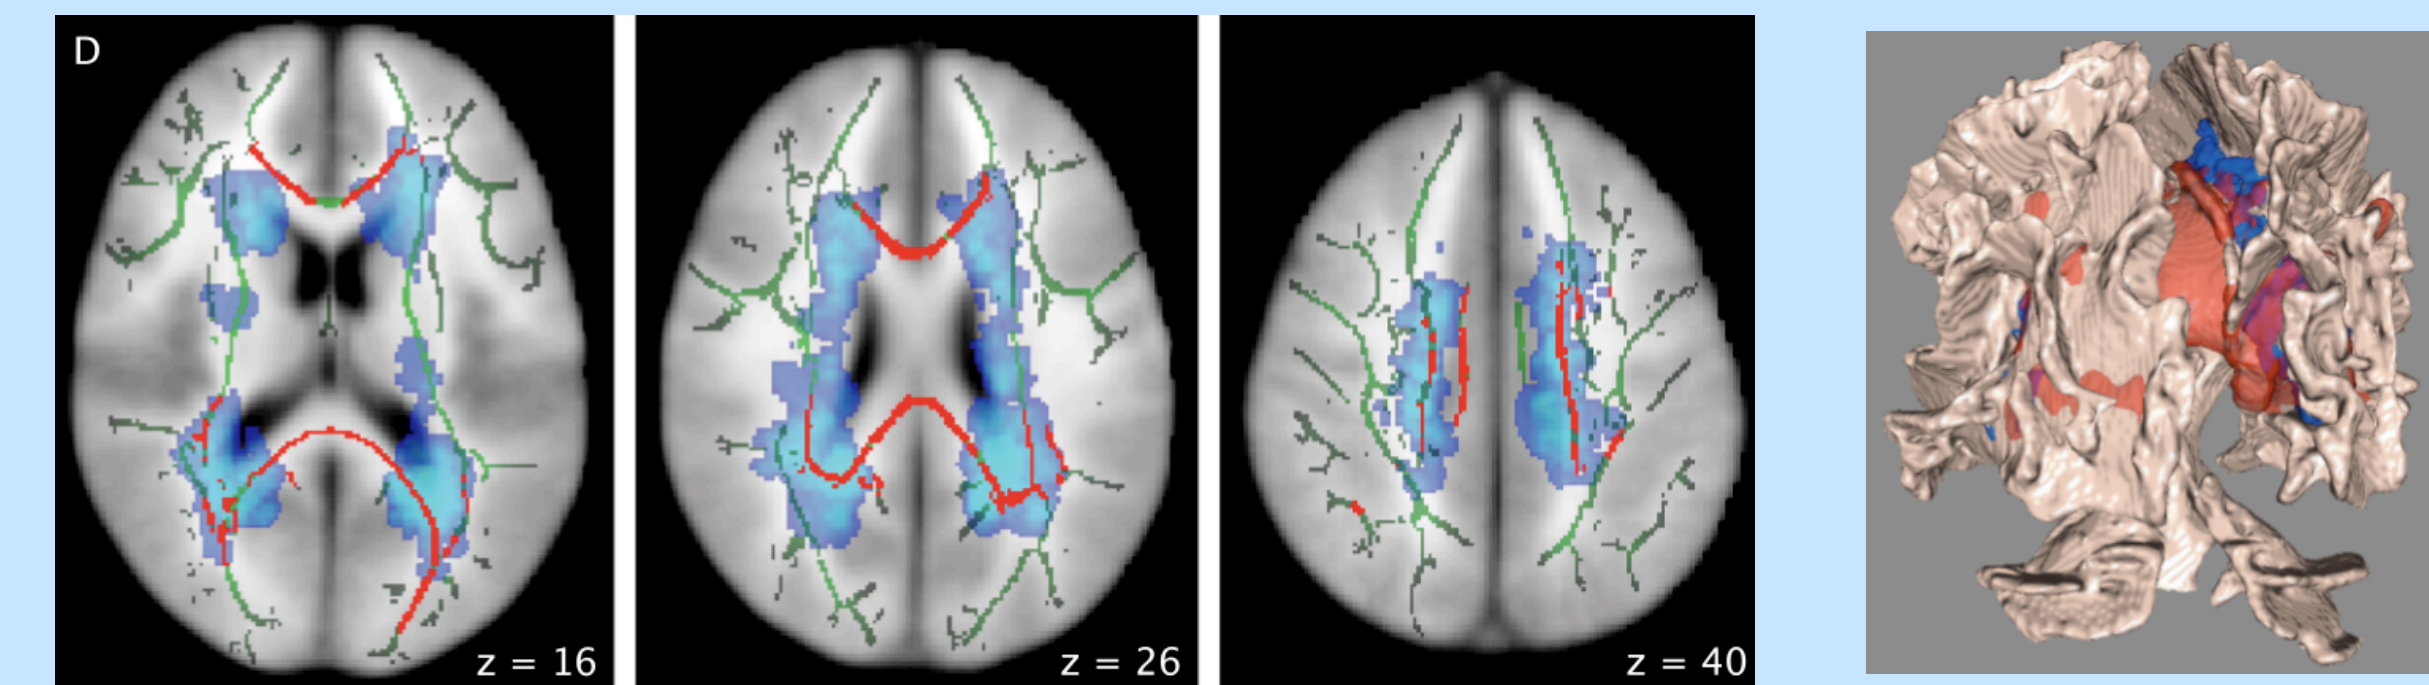 D
z = 16
z = 26
z = 40